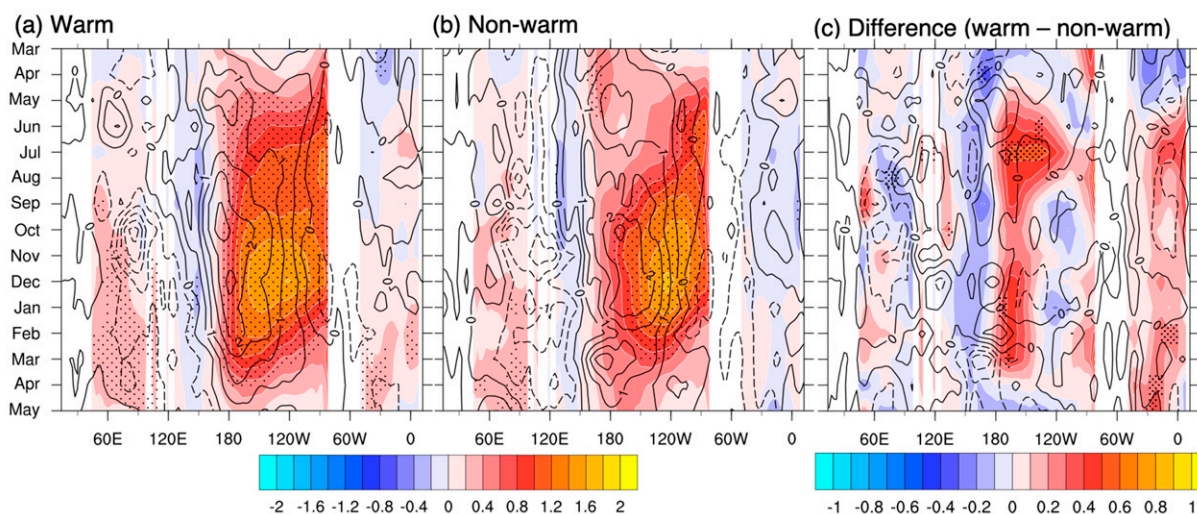 (a) Warm
(b) Non-warm
(c) Difference (warm – non-warm)
Mar
Apr
May
Jun
Jul
Aug
Sep
Oct
Nov
Dec
Jan
Feb
Mar
Apr
May
60E 120E 180 120W 60W 0
60E 120E 180 120W 60W 0
60E 120E 180 120W 60W 0
-2 -1.6 -1.2 -0.8 -0.4 0 0.4 0.8 1.2 1.6 2
-1 -0.8 -0.6 -0.4 -0.2 0 0.2 0.4 0.6 0.8 1